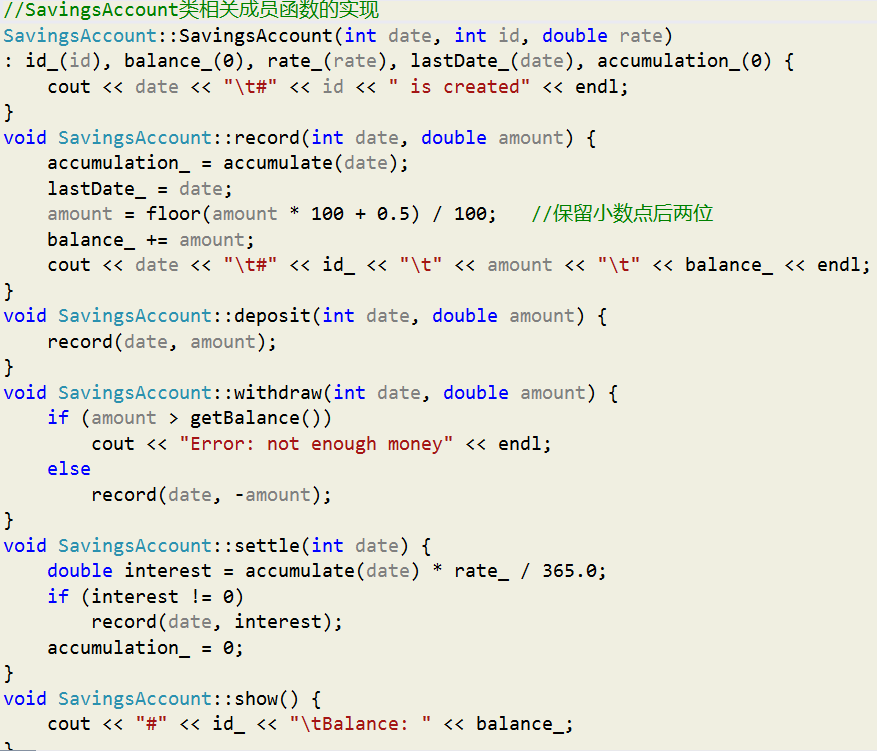 //SavingsAccount类相关成员函数的实现
SavingsAccount::SavingsAccount(int date, int id, double rate)
: id_(id), balance_(0), rate_(rate), lastDate_(date), accumulation_(0) {
    cout << date << "\t#" << id << " is created" << endl;
}
void SavingsAccount::record(int date, double amount) {
    accumulation_ = accumulate(date);
    lastDate_ = date;
    amount = floor(amount * 100 + 0.5) / 100;   //保留小数点后两位
    balance_ += amount;
    cout << date << "\t#" << id_ << "\t" << amount << "\t" << balance_ << endl;
}
void SavingsAccount::deposit(int date, double amount) {
    record(date, amount);
}
void SavingsAccount::withdraw(int date, double amount) {
    if (amount > getBalance())
        cout << "Error: not enough money" << endl;
    else
        record(date, -amount);
}
void SavingsAccount::settle(int date) {
    double interest = accumulate(date) * rate_ / 365.0;
    if (interest != 0)
        record(date, interest);
    accumulation_ = 0;
}
void SavingsAccount::show() {
    cout << "#" << id_ << "\tBalance: " << balance_;
}